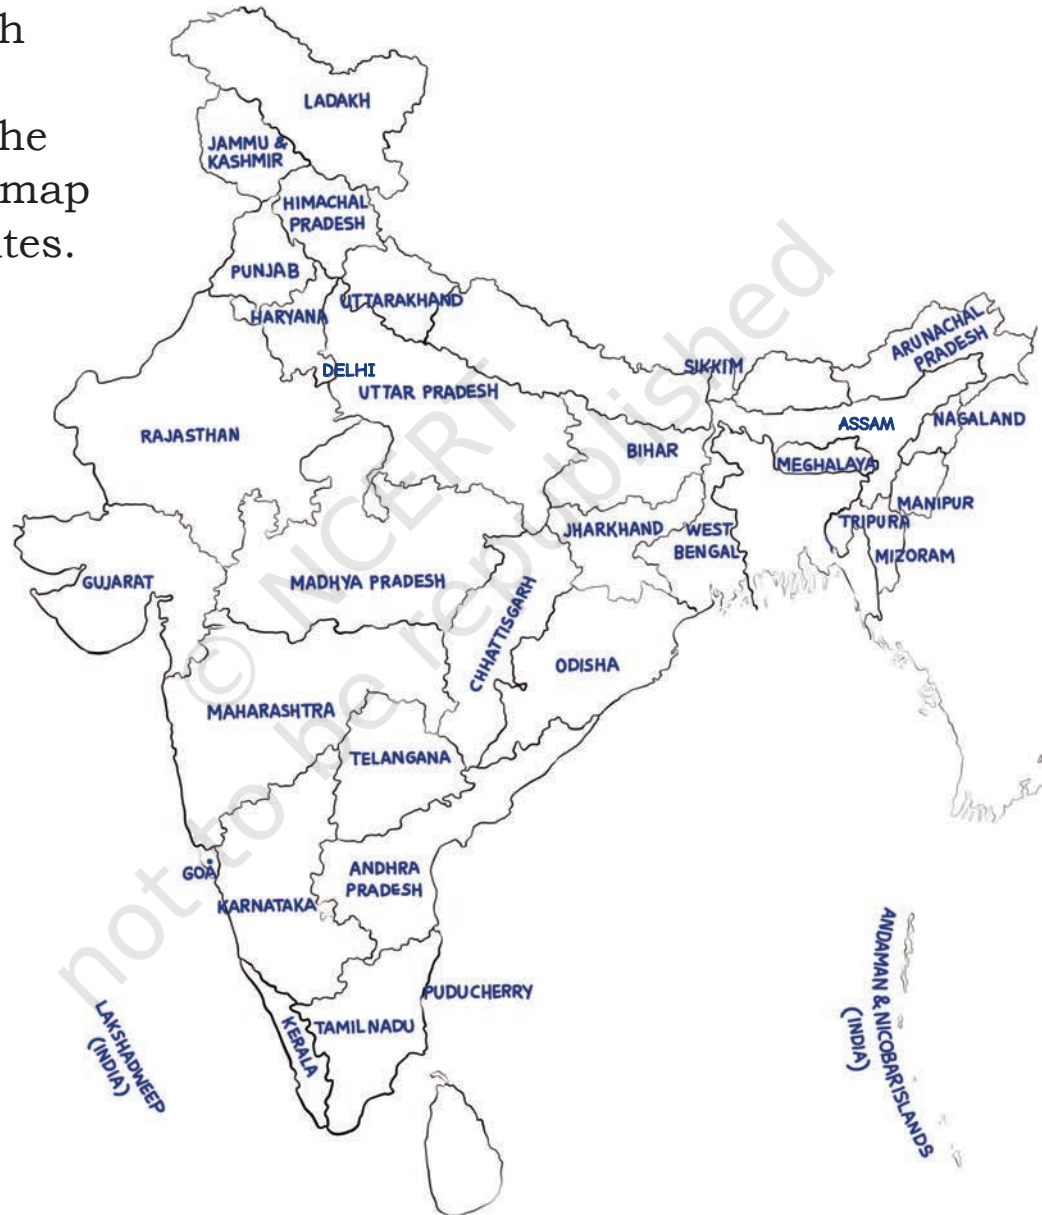 h
he
map
tes.
LADAKH
JAMMU &
KASHMIR
HIMACHAL
PRADESH
PUNJAB
UTTARAKHAND
HARYANA
DELHI
UTTAR PRADESH
SIKKIM
ARUNACHAL
PRADESH
RAJASTHAN
BIHAR
ASSAM
NAGALAND
MEGHALAYA
MANIPUR
JHARKHAND
WEST
BENGAL
TRIPURA
MIZORAM
GUJARAT
MADHYA PRADESH
CHHATTISGARH
ODISHA
MAHARASHTRA
TELANGANA
GOA
ANDHRA
PRADESH
KARNATAKA
PUDUCHERRY
TAMIL NADU
KERALA
LAKSHADWEEP
(INDIA)
ANDAMAN & NICOBAR ISLANDS
(INDIA)
© NCERT
not to be republished